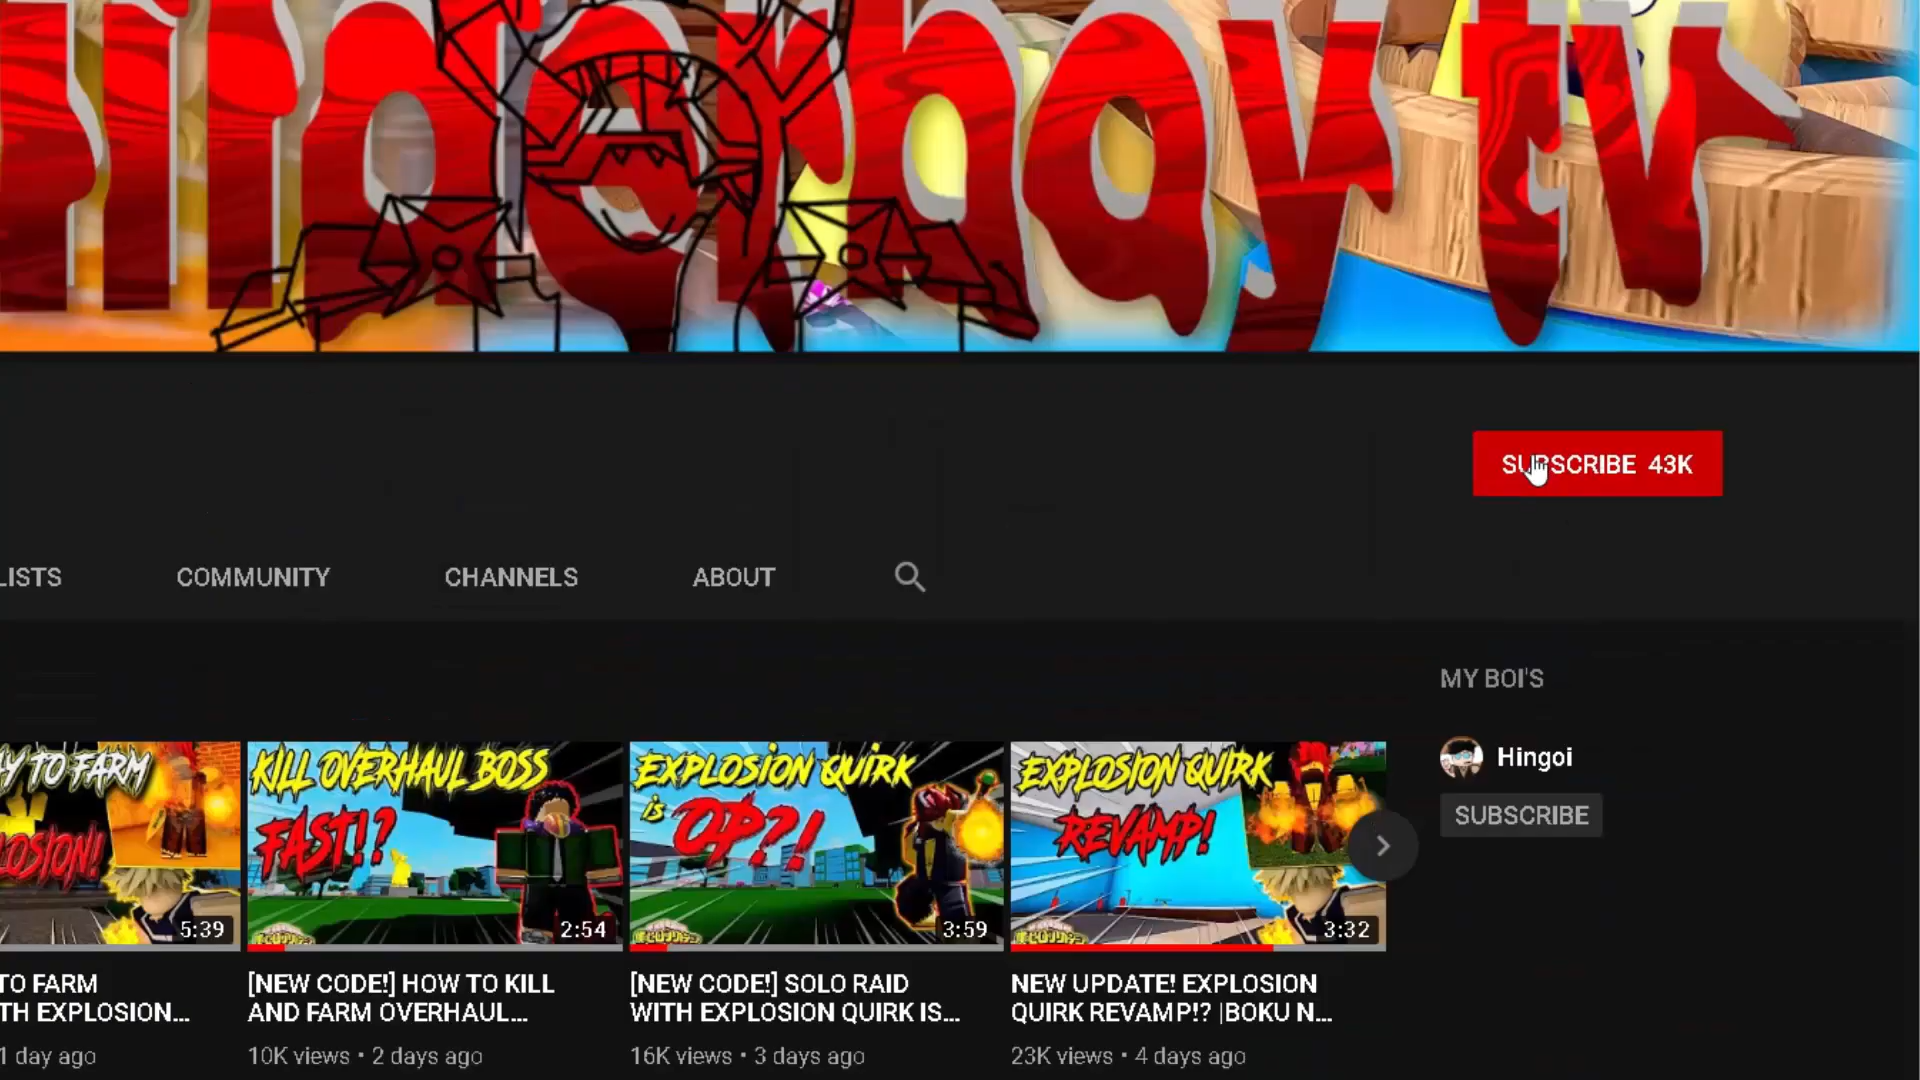 tv
SUBSCRIBE 43K
LISTS
COMMUNITY
CHANNELS
ABOUT
MY BOI'S
Hingoi
SUBSCRIBE
Y TO FARM
LOSION!
5:39
KILL OVERHAUL BOSS
FAST!?
2:54
EXPLOSION QUIRK
is OP?!
3:59
EXPLOSION QUIRK
REVAMP!
3:32
TO FARM
TH EXPLOSION...
1 day ago
[NEW CODE!] HOW TO KILL
AND FARM OVERHAUL...
10K views • 2 days ago
[NEW CODE!] SOLO RAID
WITH EXPLOSION QUIRK IS...
16K views • 3 days ago
NEW UPDATE! EXPLOSION
QUIRK REVAMP!? |BOKU N...
23K views • 4 days ago